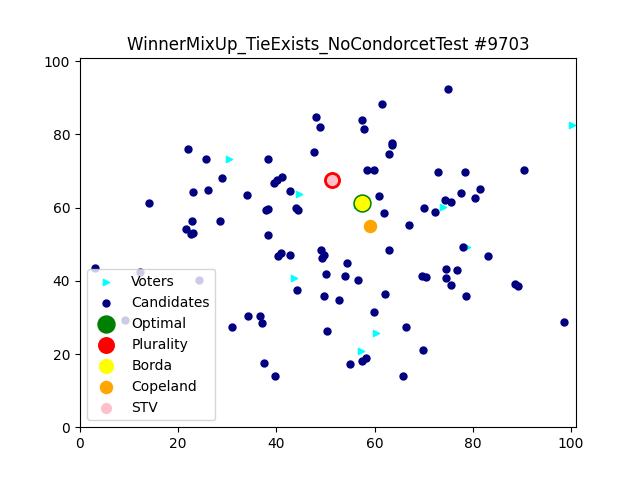 WinnerMixUp_TieExists_NoCondorcetTest #9703
100
80
60
40
20
0
0 20 40 60 80 100
Voters
Candidates
Optimal
Plurality
Borda
Copeland
STV